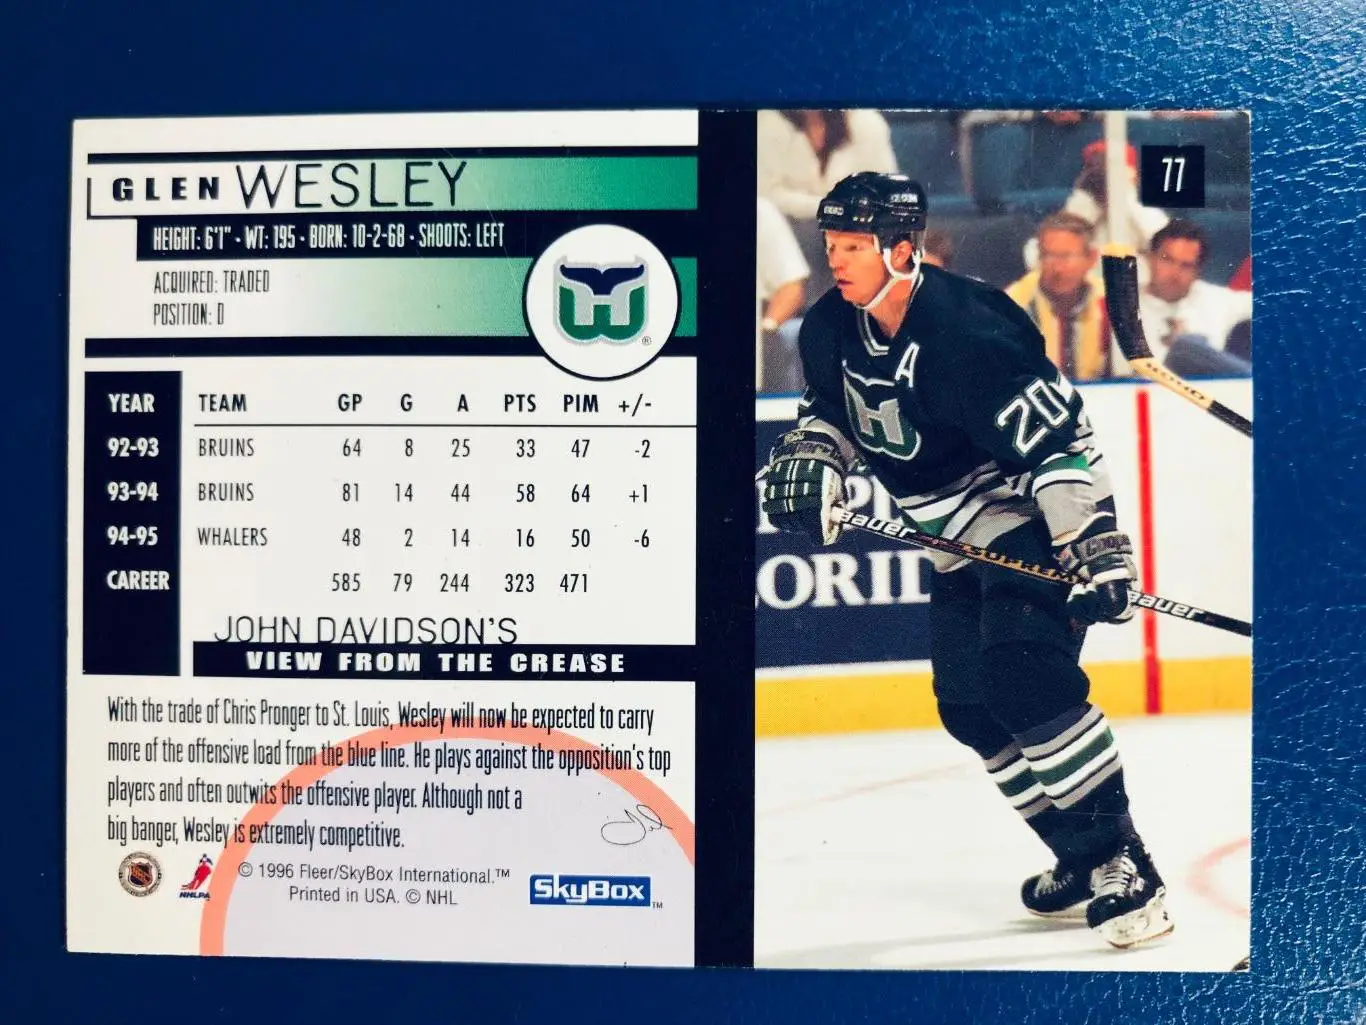 GLEN WESLEY
HEIGHT: 6'1" • WT: 195 • BORN: 10-2-68 • SHOOTS: LEFT
ACQUIRED: TRADED
POSITION: D
®
YEAR TEAM GP G A PTS PIM +/-
92-93 BRUINS 64 8 25 33 47 -2
93-94 BRUINS 81 14 44 58 64 +1
94-95 WHALERS 48 2 14 16 50 -6
CAREER 585 79 244 323 471
JOHN DAVIDSON'S
VIEW FROM THE CREASE
With the trade of Chris Pronger to St. Louis, Wesley will now be expected to carry
more of the offensive load from the blue line. He plays against the opposition's top
players and often outwits the offensive player. Although not a
big banger, Wesley is extremely competitive.
NHL
NHLPA
© 1996 Fleer/SkyBox International.™
Printed in USA. © NHL
SkyBox™
77
A
20
Bauer SUPREME
Cooper
Bauer
ORID